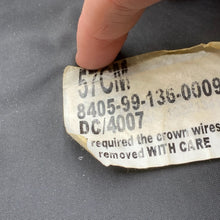 57CM
8405-99-136-0009
DC/4007
required the crown wires
removed WITH CARE